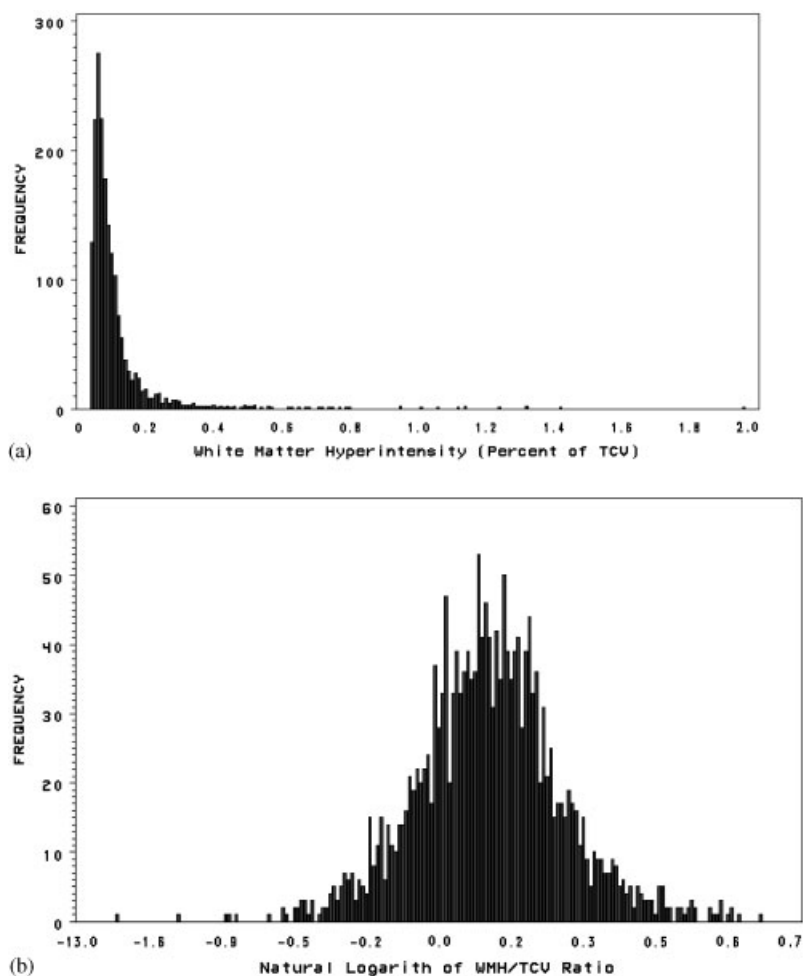 300
200
100
0
FREQUENCY
0 0.2 0.4 0.6 0.8 1.0 1.2 1.4 1.6 1.8 2.0
White Matter Hyperintensity (Percent of TCV)
(a)
60
50
40
30
20
10
0
FREQUENCY
-13.0 -1.6 -0.9 -0.5 -0.2 0.0 0.2 0.3 0.5 0.6 0.7
Natural Logarith of WMH/TCV Ratio
(b)